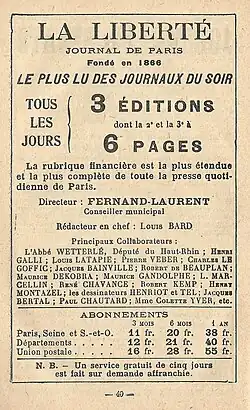 LA LIBERTÉ
JOURNAL DE PARIS
Fondé en 1866
LE PLUS LU DES JOURNAUX DU SOIR
TOUS LES JOURS
3 ÉDITIONS
dont la 2e et la 3e à
6 PAGES
La rubrique financière est la plus étendue
et la plus complète de toute la presse quoti-
dienne de Paris.
Directeur : FERNAND-LAURENT
Conseiller municipal
Rédacteur en chef : Louis BARD
Principaux Collaborateurs :
L'Abbé WETTERLÉ, Député du Haut-Rhin ; Henri
GALLI ; Louis LATAPIE ; Pierre VEBER ; Charles LE
GOFFIG ; Jacques BAINVILLE ; Robert DE BEAUPLAN ;
Maurice DEKOBRA ; Maurice GANDOLPHE ; L. MAR-
CELLIN ; René CHAVANCE ; Robert KEMP ; Henry
MONTAZEL ; les dessinateurs HENRIOT et TEL ; Jacques
BERTAL ; Paul CHAUTARD ; Mme Colette YVER, etc.
ABONNEMENTS
3 MOIS 6 MOIS 1 AN
Paris, Seine et S.-et-O. 11 fr. 20 fr. 38 fr.
Départements 12 fr. 21 fr. 40 fr.
Union postale 16 fr. 28 fr. 55 fr.
N. B. – Un service gratuit de cinq jours
est fait sur demande affranchie.
— 40 —